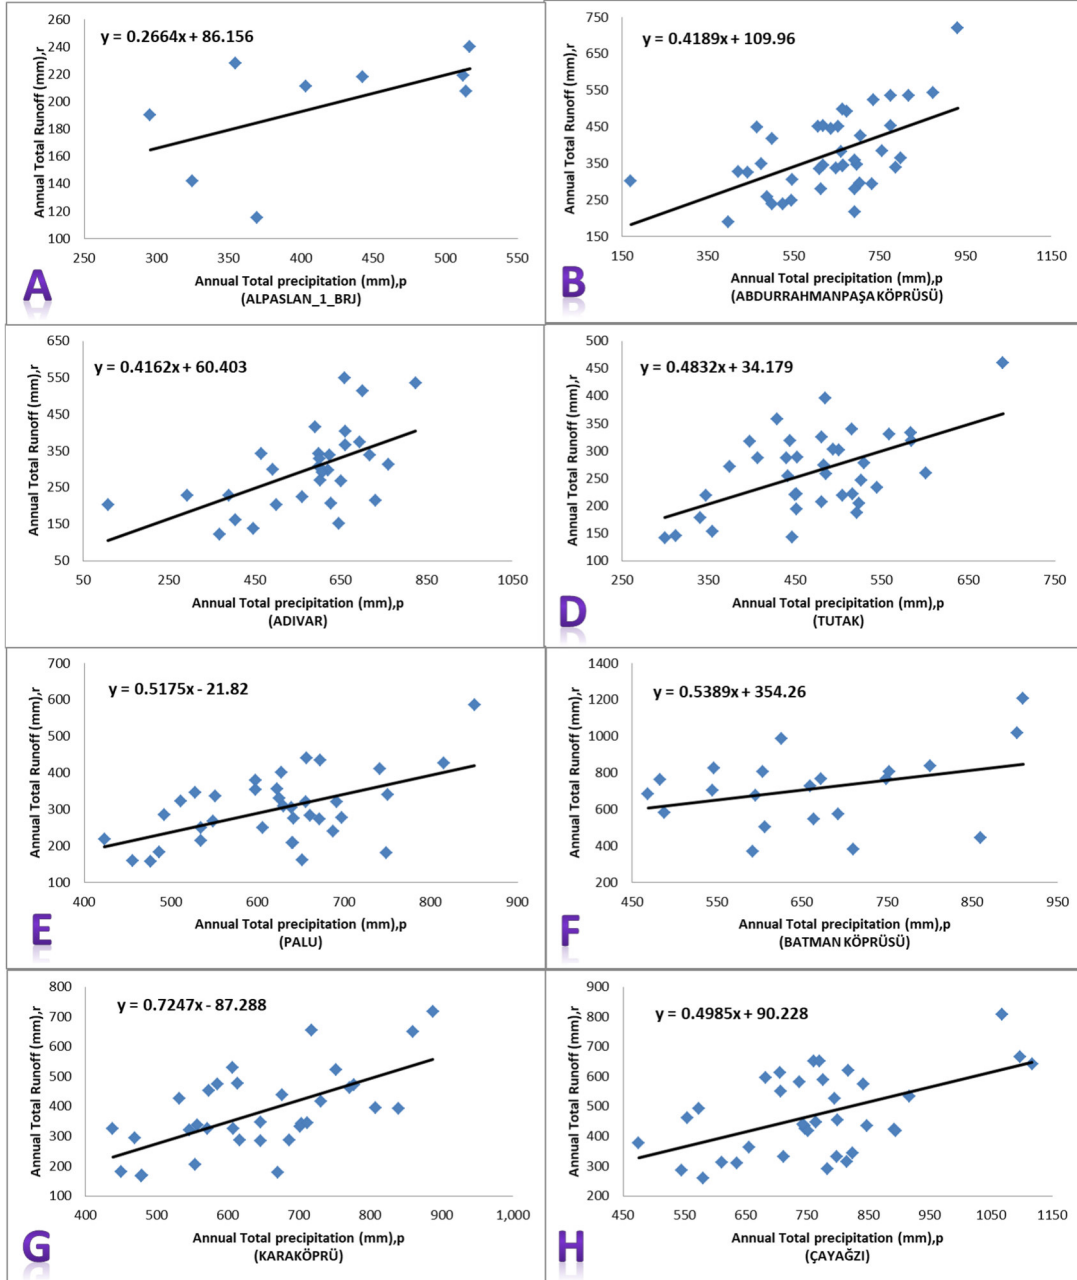 y = 0.2664x + 86.156
Annual Total Runoff (mm),r
260
240
220
200
180
160
140
120
100
250 300 350 400 450 500 550
Annual Total precipitation (mm),p
(ALPASLAN_1_BRJ)
A
y = 0.4189x + 109.96
Annual Total Runoff (mm),r
750
650
550
450
350
250
150
150 350 550 750 950 1150
Annual Total precipitation (mm),p
(ABDURRAHMANPAŞA KÖPRÜSÜ)
B
y = 0.4162x + 60.403
Annual Total Runoff (mm),r
650
550
450
350
250
150
50
50 250 450 650 850 1050
Annual Total precipitation (mm),p
(ADIVAR)
y = 0.4832x + 34.179
Annual Total Runoff (mm),r
500
450
400
350
300
250
200
150
100
250 350 450 550 650 750
Annual Total precipitation (mm),p
(TUTAK)
D
y = 0.5175x - 21.82
Annual Total Runoff (mm),r
700
600
500
400
300
200
100
400 500 600 700 800 900
Annual Total precipitation (mm),p
(PALU)
E
y = 0.5389x + 354.26
Annual Total Runoff (mm),r
1400
1200
1000
800
600
400
200
450 550 650 750 850 950
Annual Total precipitation (mm),p
(BATMAN KÖPRÜSÜ)
F
y = 0.7247x - 87.288
Annual Total Runoff (mm),r
800
700
600
500
400
300
200
100
400 500 600 700 800 900 1,000
Annual Total precipitation (mm),p
(KARAKÖPRÜ)
G
y = 0.4985x + 90.228
Annual Total Runoff (mm),r
900
800
700
600
500
400
300
200
450 550 650 750 850 950 1050 1150
Annual Total precipitation (mm),p
(ÇAYAĞZI)
H